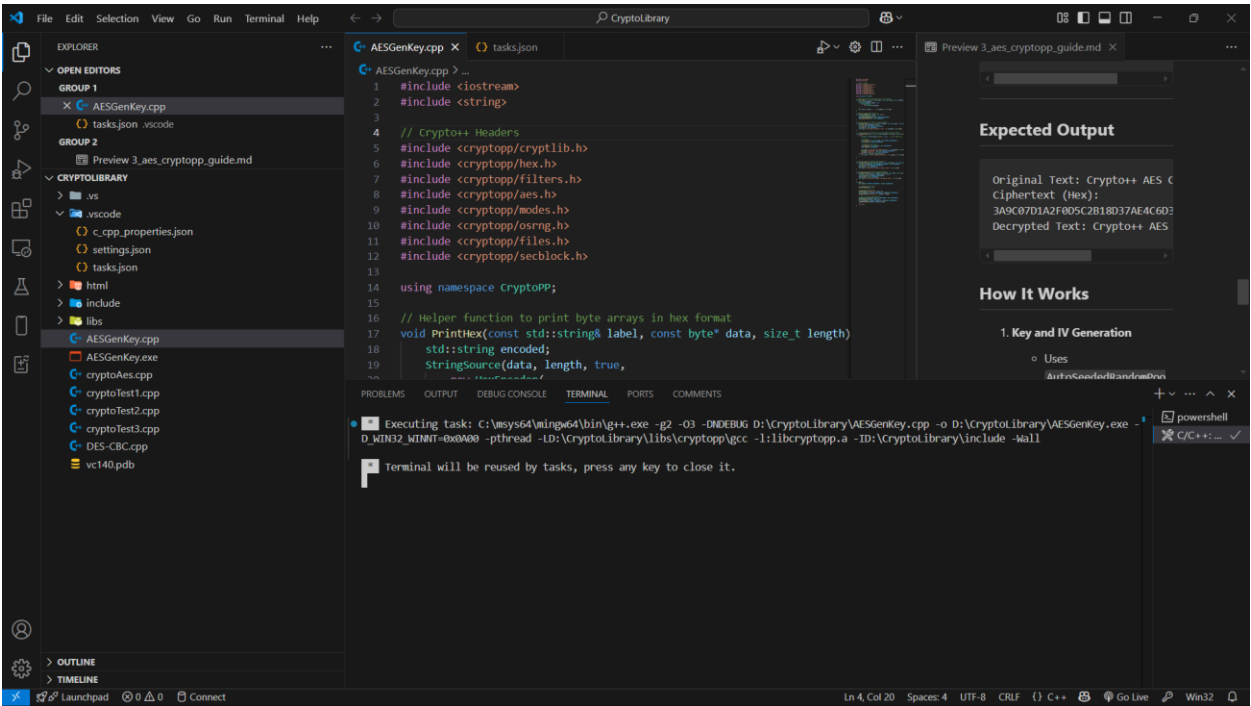 File Edit Selection View Go Run Terminal Help
CryptoLibrary
EXPLORER
OPEN EDITORS
GROUP 1
AESGenKey.cpp
tasks.json .vscode
GROUP 2
Preview 3_aes_cryptopp_guide.md
CRYPTOLIBRARY
.vs
.vscode
c_cpp_properties.json
settings.json
tasks.json
html
include
libs
AESGenKey.cpp
AESGenKey.exe
cryptoAes.cpp
cryptoTest1.cpp
cryptoTest2.cpp
cryptoTest3.cpp
DES-CBC.cpp
vc140.pdb
OUTLINE
TIMELINE
AESGenKey.cpp
tasks.json
AESGenKey.cpp > ...
1 #include <iostream>
2 #include <string>
3
4 // Crypto++ Headers
5 #include <cryptopp/cryptlib.h>
6 #include <cryptopp/hex.h>
7 #include <cryptopp/filters.h>
8 #include <cryptopp/aes.h>
9 #include <cryptopp/modes.h>
10 #include <cryptopp/osrng.h>
11 #include <cryptopp/files.h>
12 #include <cryptopp/secblock.h>
13
14 using namespace CryptoPP;
15
16 // Helper function to print byte arrays in hex format
17 void PrintHex(const std::string& label, const byte* data, size_t length)
18 std::string encoded;
19 StringSource(data, length, true,
20 new HexEncoder(
Preview 3_aes_cryptopp_guide.md
Expected Output
Original Text: Crypto++ AES C
Ciphertext (Hex):
3A9C07D1A2F0D5C2B18D37AE4C6D3
Decrypted Text: Crypto++ AES
How It Works
1. Key and IV Generation
Uses
AutoSeededRandomPoo
PROBLEMS OUTPUT DEBUG CONSOLE TERMINAL PORTS COMMENTS
* Executing task: C:\msys64\mingw64\bin\g++.exe -g2 -O3 -DNDEBUG D:\CryptoLibrary\AESGenKey.cpp -o D:\CryptoLibrary\AESGenKey.exe -
D_WIN32_WINNT=0x0A00 -pthread -LD:\CryptoLibrary\libs\cryptopp\gcc -l:libcryptopp.a -ID:\CryptoLibrary\include -Wall
* Terminal will be reused by tasks, press any key to close it.
powershell
C/C++: ...
Launchpad 0 0 Connect
Ln 4, Col 20 Spaces: 4 UTF-8 CRLF {} C++ Go Live Win32